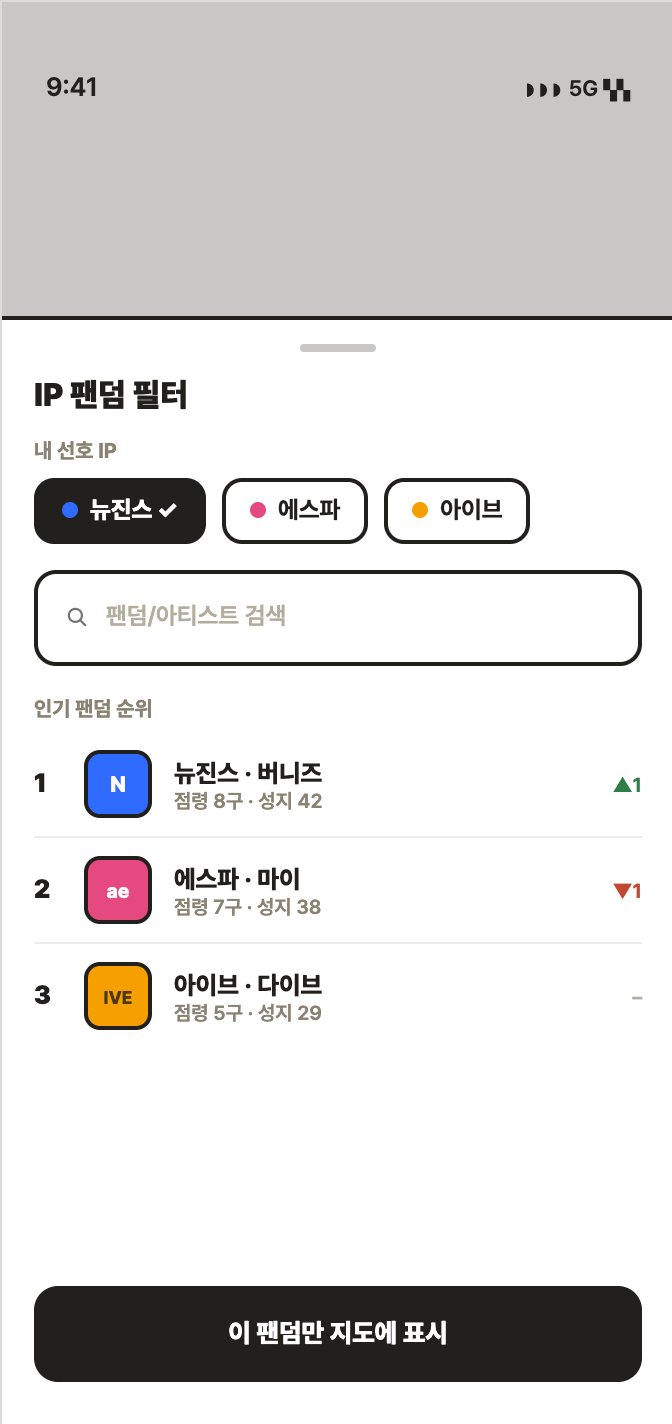 9:41
5G
IP 팬덤 필터
내 선호 IP
뉴진스 ✓ 에스파 아이브
팬덤/아티스트 검색
인기 팬덤 순위
1 N 뉴진스 · 버니즈 ▲1
점령 8구 · 성지 42
2 ae 에스파 · 마이 ▼1
점령 7구 · 성지 38
3 IVE 아이브 · 다이브 –
점령 5구 · 성지 29
이 팬덤만 지도에 표시